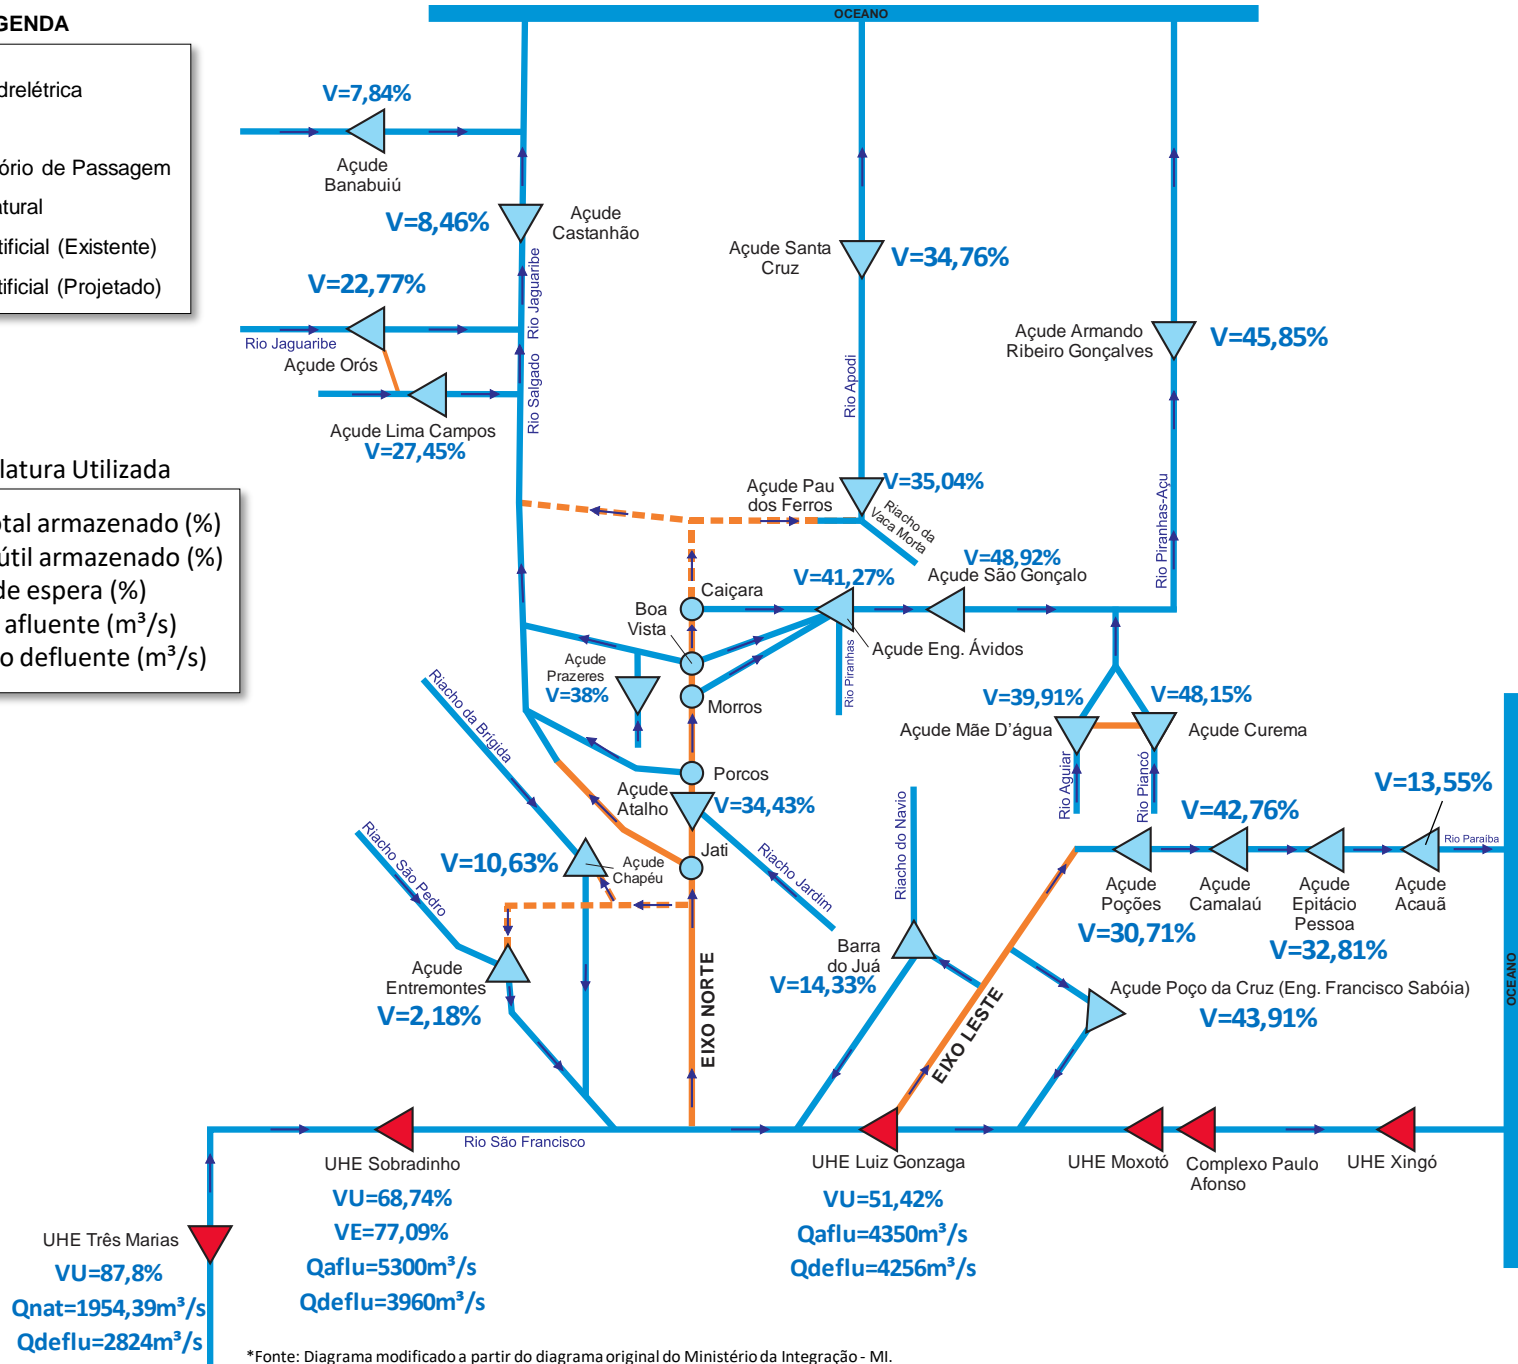 OCEANO
GENDA
drelétrica
ório de Passagem
atural
tificial (Existente)
tificial (Projetado)
V=7,84%
Açude
Banabuiú
V=8,46%
Açude
Castanhão
V=22,77%
Rio Jaguaribe
Açude Orós
Rio Jaguaribe
Rio Salgado
Açude Lima Campos
V=27,45%
Açude Santa
Cruz
V=34,76%
Rio Apodi
Açude Armando
Ribeiro Gonçalves
V=45,85%
Rio Piranhas-Açu
latura Utilizada
otal armazenado (%)
útil armazenado (%)
de espera (%)
afluente (m³/s)
o defluente (m³/s)
Açude Pau
dos Ferros
V=35,04%
Riacho da
Vaca Morta
V=48,92%
Açude São Gonçalo
V=41,27%
Caiçara
Boa
Vista
Açude Eng. Ávidos
Rio Piranhas
Açude
Prazeres
V=38%
Morros
Riacho da Brígida
V=39,91%
V=48,15%
Açude Mãe D'água
Açude Curema
Rio Aguiar
Rio Piancó
Porcos
Açude
Atalho
V=34,43%
V=13,55%
V=42,76%
Rio Paraíba
Jati
Riacho Jardim
Riacho do Navio
Riacho São Pedro
V=10,63%
Açude
Chapéu
Açude
Poções
V=30,71%
Açude
Camalaú
Açude
Epitácio
Pessoa
V=32,81%
Açude
Acauã
Açude
Entremontes
V=2,18%
EIXO NORTE
Barra
do Juá
V=14,33%
EIXO LESTE
Açude Poço da Cruz (Eng. Francisco Sabóia)
V=43,91%
OCEANO
Rio São Francisco
UHE Sobradinho
VU=68,74%
VE=77,09%
Qaflu=5300m³/s
Qdeflu=3960m³/s
UHE Luiz Gonzaga
VU=51,42%
Qaflu=4350m³/s
Qdeflu=4256m³/s
UHE Moxotó
Complexo Paulo
Afonso
UHE Xingó
UHE Três Marias
VU=87,8%
Qnat=1954,39m³/s
Qdeflu=2824m³/s
*Fonte: Diagrama modificado a partir do diagrama original do Ministério da Integração - MI.